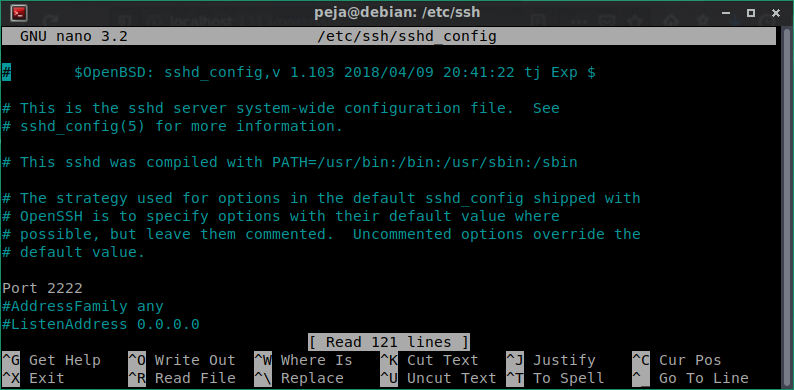 peja@debian: /etc/ssh
GNU nano 3.2 /etc/ssh/sshd_config
# $OpenBSD: sshd_config,v 1.103 2018/04/09 20:41:22 tj Exp $
# This is the sshd server system-wide configuration file.  See
# sshd_config(5) for more information.
# This sshd was compiled with PATH=/usr/bin:/bin:/usr/sbin:/sbin
# The strategy used for options in the default sshd_config shipped with
# OpenSSH is to specify options with their default value where
# possible, but leave them commented.  Uncommented options override the
# default value.
Port 2222
#AddressFamily any
#ListenAddress 0.0.0.0
[ Read 121 lines ]
^G Get Help ^O Write Out ^W Where Is ^K Cut Text ^J Justify ^C Cur Pos
^X Exit ^R Read File ^\ Replace ^U Uncut Text ^T To Spell ^_ Go To Line